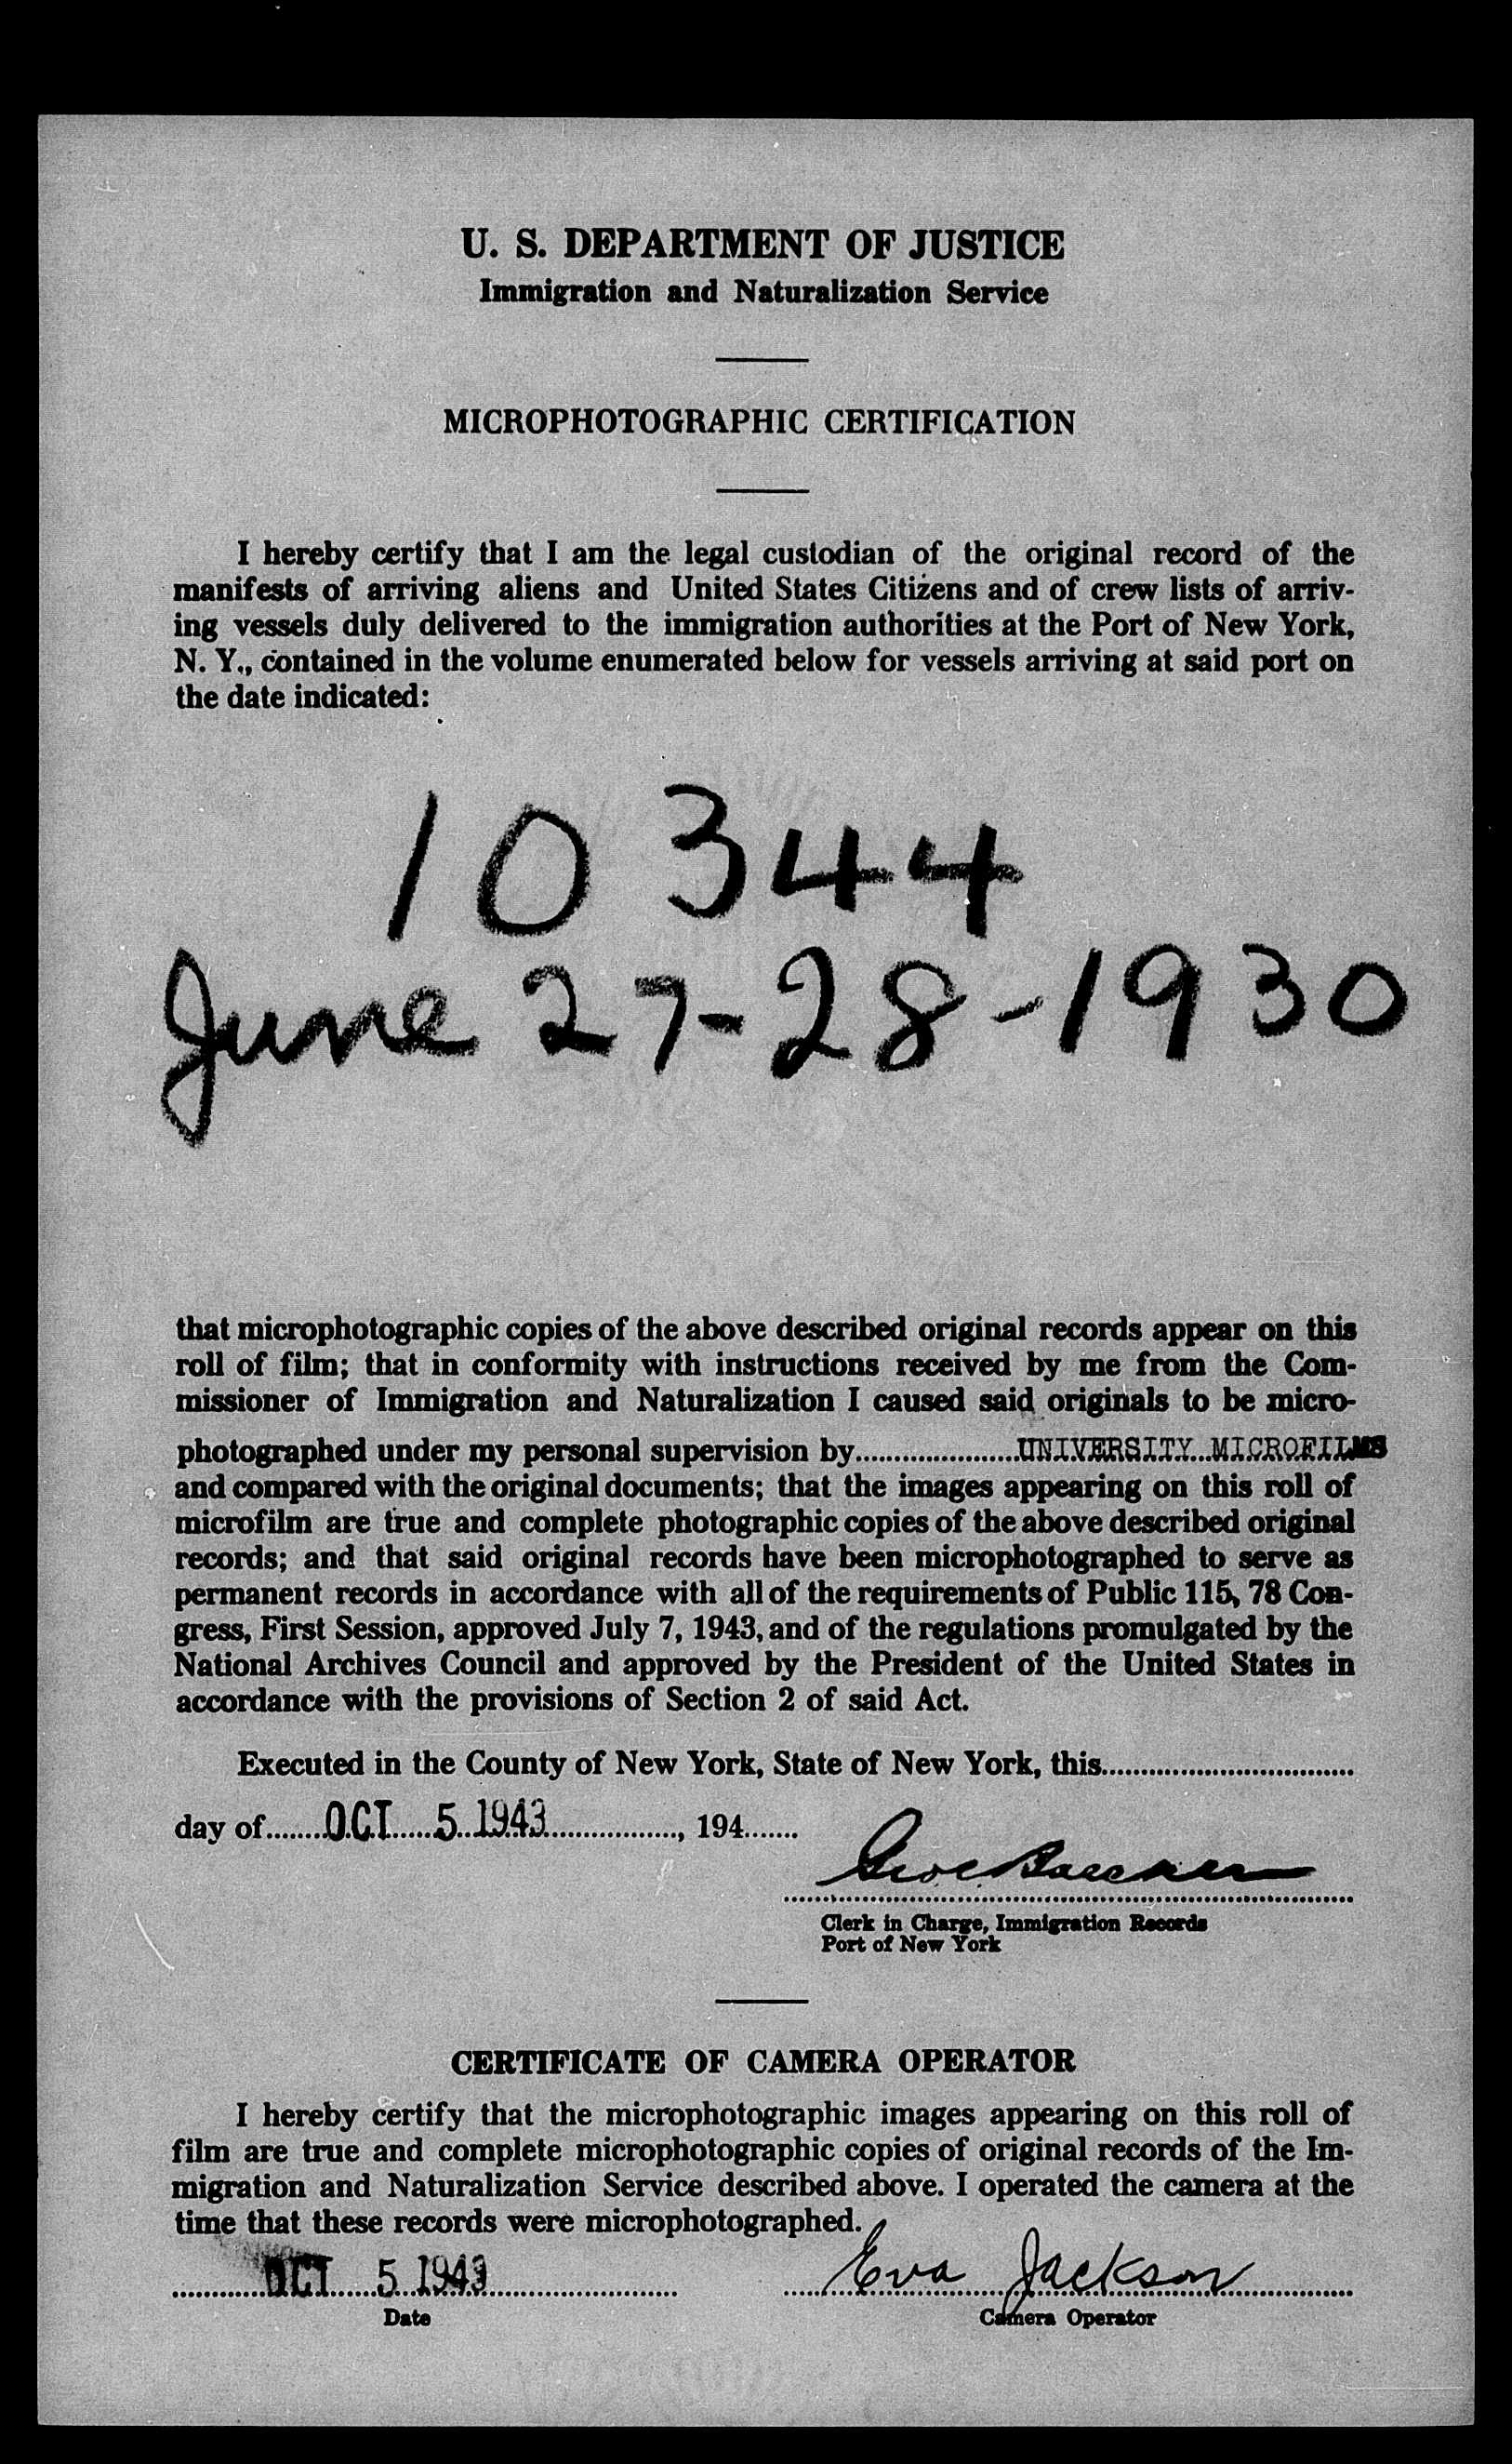 U. S. DEPARTMENT OF JUSTICE
Immigration and Naturalization Service
MICROPHOTOGRAPHIC CERTIFICATION
I hereby certify that I am the legal custodian of the original record of the
manifests of arriving aliens and United States Citizens and of crew lists of arriv-
ing vessels duly delivered to the immigration authorities at the Port of New York,
N. Y., contained in the volume enumerated below for vessels arriving at said port on
the date indicated:
10344
June 27-28-1930
that microphotographic copies of the above described original records appear on this
roll of film; that in conformity with instructions received by me from the Com-
missioner of Immigration and Naturalization I caused said originals to be micro-
photographed under my personal supervision by....................UNIVERSITY MICROFILMS
and compared with the original documents; that the images appearing on this roll of
microfilm are true and complete photographic copies of the above described original
records; and that said original records have been microphotographed to serve as
permanent records in accordance with all of the requirements of Public 115, 78 Con-
gress, First Session, approved July 7, 1943, and of the regulations promulgated by the
National Archives Council and approved by the President of the United States in
accordance with the provisions of Section 2 of said Act.
Executed in the County of New York, State of New York, this................................
day of........OCT 5 1943................., 194.......
Clerk in Charge, Immigration Records
Port of New York
CERTIFICATE OF CAMERA OPERATOR
I hereby certify that the microphotographic images appearing on this roll of
film are true and complete microphotographic copies of original records of the Im-
migration and Naturalization Service described above. I operated the camera at the
time that these records were microphotographed.
OCT 5 1943 Eva Jackson
Date Camera Operator